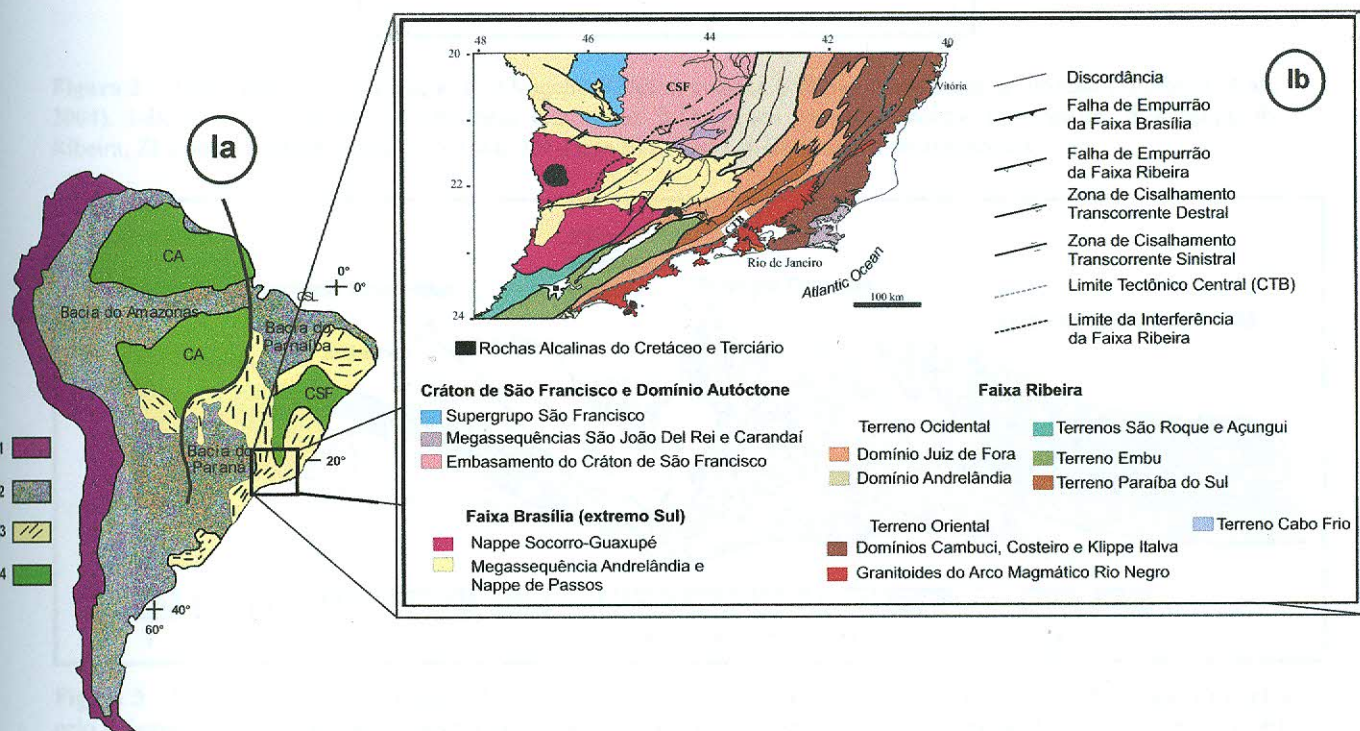 Ia
CA
0°
0°
CSL
Bacia do Amazonas
Bacia do
Parnaíba
CA
CSF
Bacia do
Paraná
20°
1
2
3
4
40°
60°
48
46
44
42
40
20
22
24
CSF
Vitória
CTB
Rio de Janeiro
Atlantic Ocean
100 km
Ib
Discordância
Falha de Empurrão
da Faixa Brasília
Falha de Empurrão
da Faixa Ribeira
Zona de Cisalhamento
Transcorrente Destral
Zona de Cisalhamento
Transcorrente Sinistral
Limite Tectônico Central (CTB)
Limite da Interferência
da Faixa Ribeira
Rochas Alcalinas do Cretáceo e Terciário
Cráton de São Francisco e Domínio Autóctone
Supergrupo São Francisco
Megassequências São João Del Rei e Carandaí
Embasamento do Cráton de São Francisco
Faixa Brasília (extremo Sul)
Nappe Socorro-Guaxupé
Megassequência Andrelândia e
Nappe de Passos
Faixa Ribeira
Terreno Ocidental
Domínio Juiz de Fora
Domínio Andrelândia
Terrenos São Roque e Açungui
Terreno Embu
Terreno Paraíba do Sul
Terreno Oriental
Terreno Cabo Frio
Domínios Cambuci, Costeiro e Klippe Italva
Granitoides do Arco Magmático Rio Negro